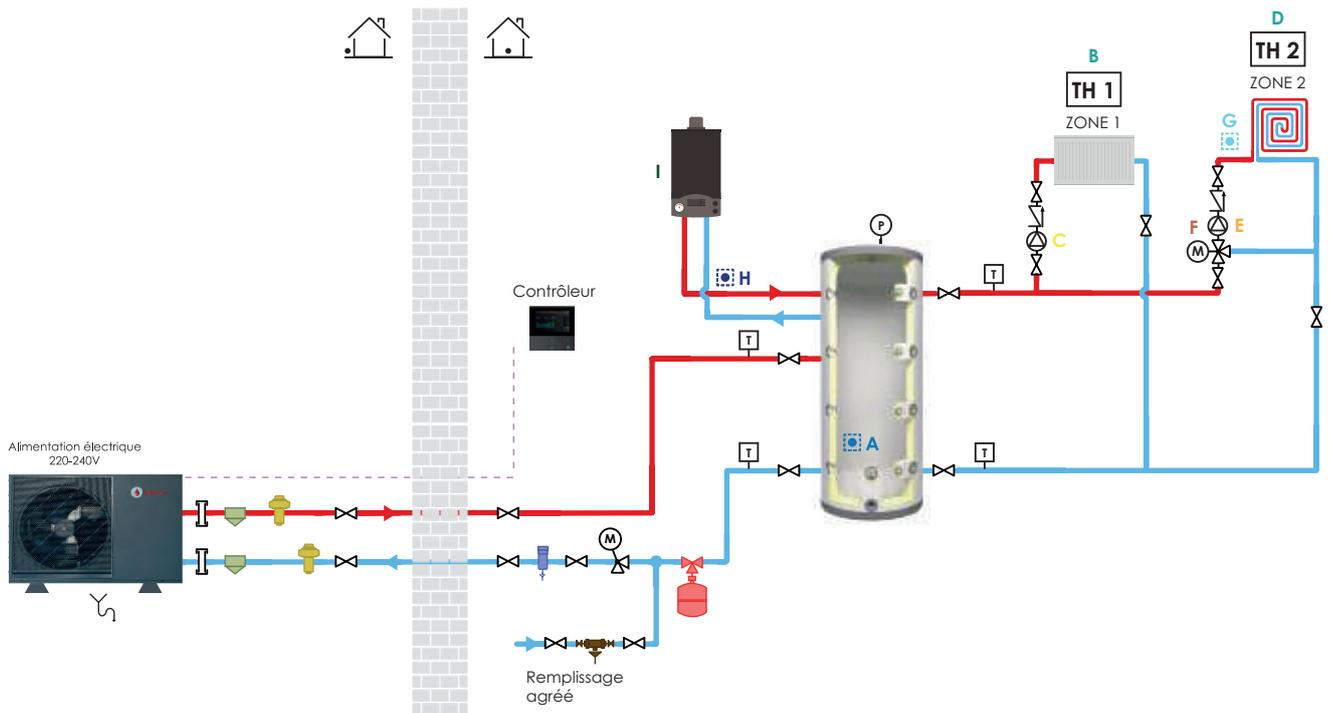 D
TH 2
ZONE 2
B
TH 1
ZONE 1
G
I
P
C
F
E
M
H
T
Contrôleur
T
A
T
T
Alimentation électrique
220-240V
M
Remplissage
agréé